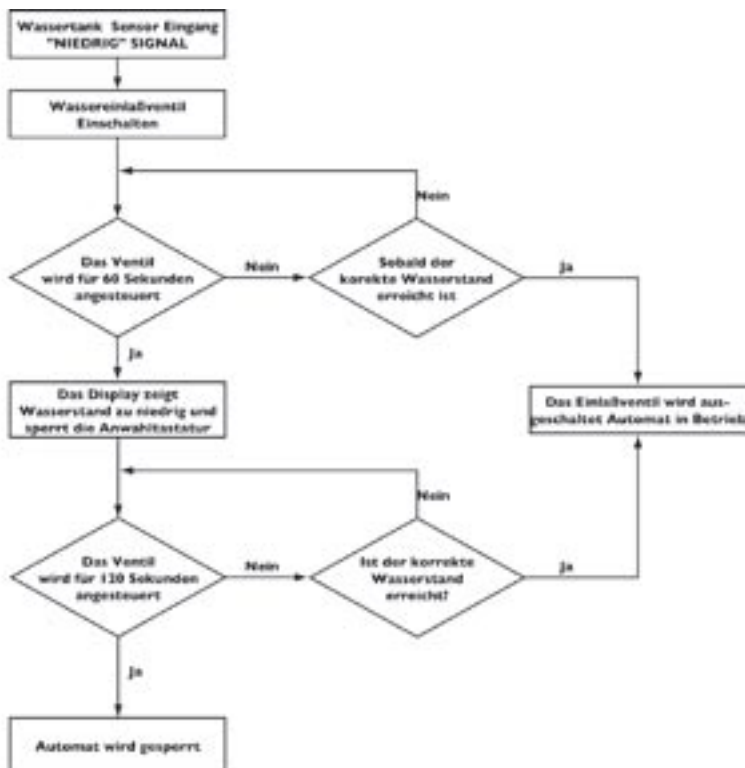 Wassertank Sensor Eingang
"NIEDRIG" SIGNAL
Wassereinlaßventil
Einschalten
Nein
Das Ventil
wird für 60 Sekunden
angesteuert
Nein
Sobald der
korekte Wasserstand
erreicht ist
Ja
Ja
Das Display zeigt
Wasserstand zu niedrig und
sperrt die Anwahltastatur
Das Einlaßventil wird aus-
geschaltet Automat in Betrieb
Nein
Das Ventil
wird für 120 Sekunden
angesteuert
Nein
Ist der korrekte
Wasserstand
erreicht?
Ja
Ja
Automat wird gesperrt